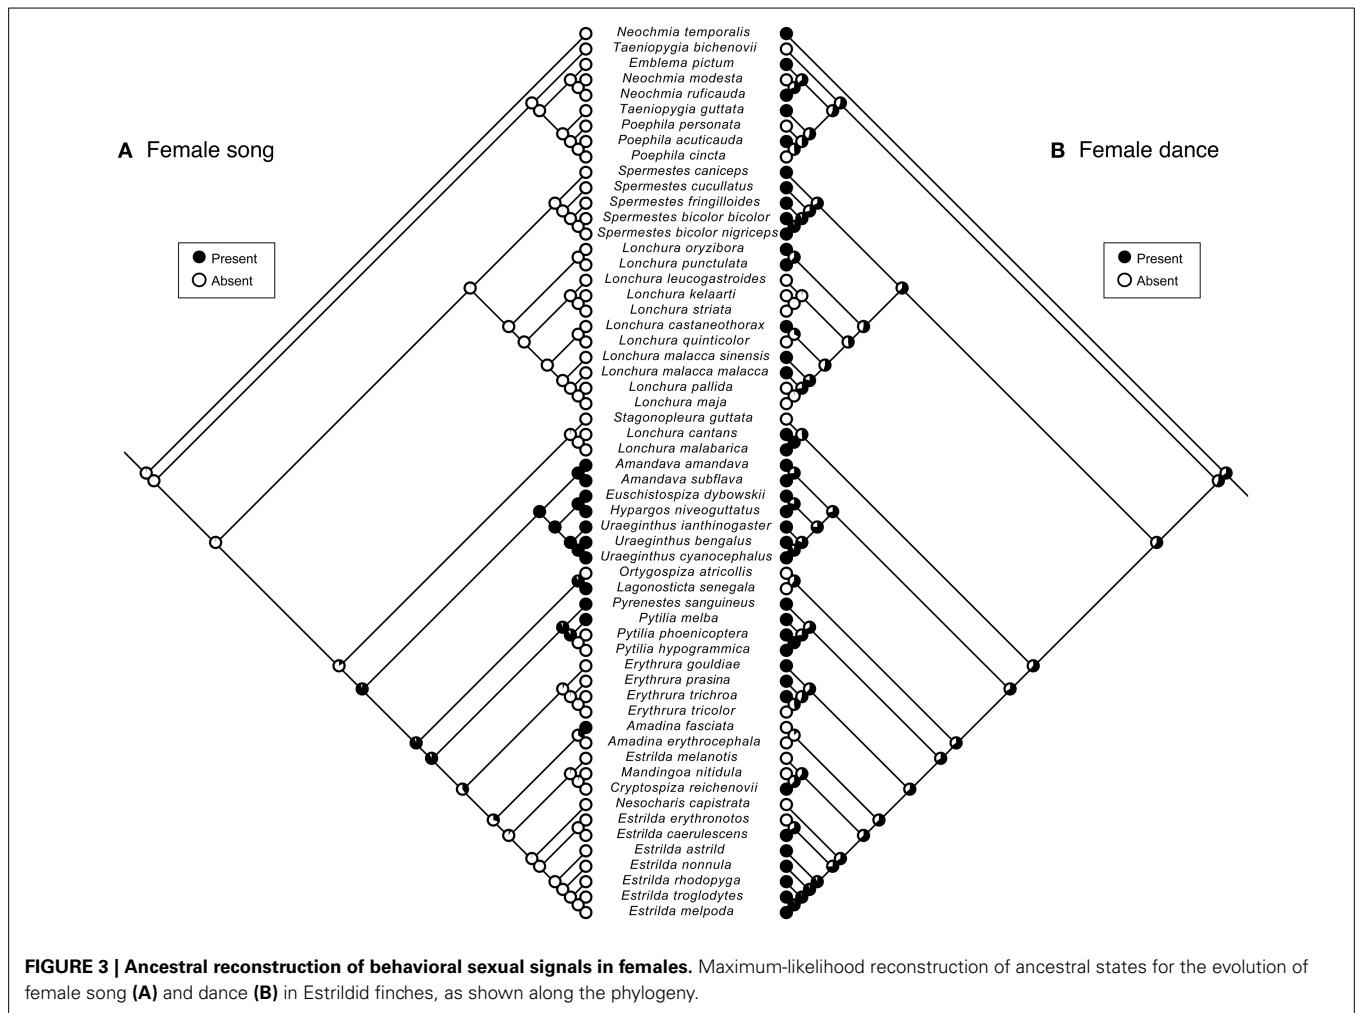 Neochmia temporalis
Taeniopygia bichenovii
Emblema pictum
Neochmia modesta
Neochmia ruficauda
Taeniopygia guttata
Poephila personata
Poephila acuticauda
Poephila cincta
A Female song
B Female dance
Spermestes caniceps
Spermestes cucullatus
Spermestes fringilloides
Spermestes bicolor bicolor
Spermestes bicolor nigriceps
Present
Absent
Present
Absent
Lonchura oryzibora
Lonchura punctulata
Lonchura leucogastroides
Lonchura kelaarti
Lonchura striata
Lonchura castaneothorax
Lonchura quinticolor
Lonchura malacca sinensis
Lonchura malacca malacca
Lonchura pallida
Lonchura maja
Stagonopleura guttata
Lonchura cantans
Lonchura malabarica
Amandava amandava
Amandava subflava
Euschistospiza dybowskii
Hypargos niveoguttatus
Uraeginthus ianthinogaster
Uraeginthus bengalus
Uraeginthus cyanocephalus
Ortygospiza atricollis
Lagonosticta senegala
Pyrenestes sanguineus
Pytilia melba
Pytilia phoenicoptera
Pytilia hypogrammica
Erythrura gouldiae
Erythrura prasina
Erythrura trichroa
Erythrura tricolor
Amadina fasciata
Amadina erythrocephala
Estrilda melanotis
Mandingoa nitidula
Cryptospiza reichenovii
Nesocharis capistrata
Estrilda erythronotos
Estrilda caerulescens
Estrilda astrild
Estrilda nonnula
Estrilda rhodopyga
Estrilda troglodytes
Estrilda melpoda
FIGURE 3 | Ancestral reconstruction of behavioral sexual signals in females. Maximum-likelihood reconstruction of ancestral states for the evolution of
female song (A) and dance (B) in Estrildid finches, as shown along the phylogeny.